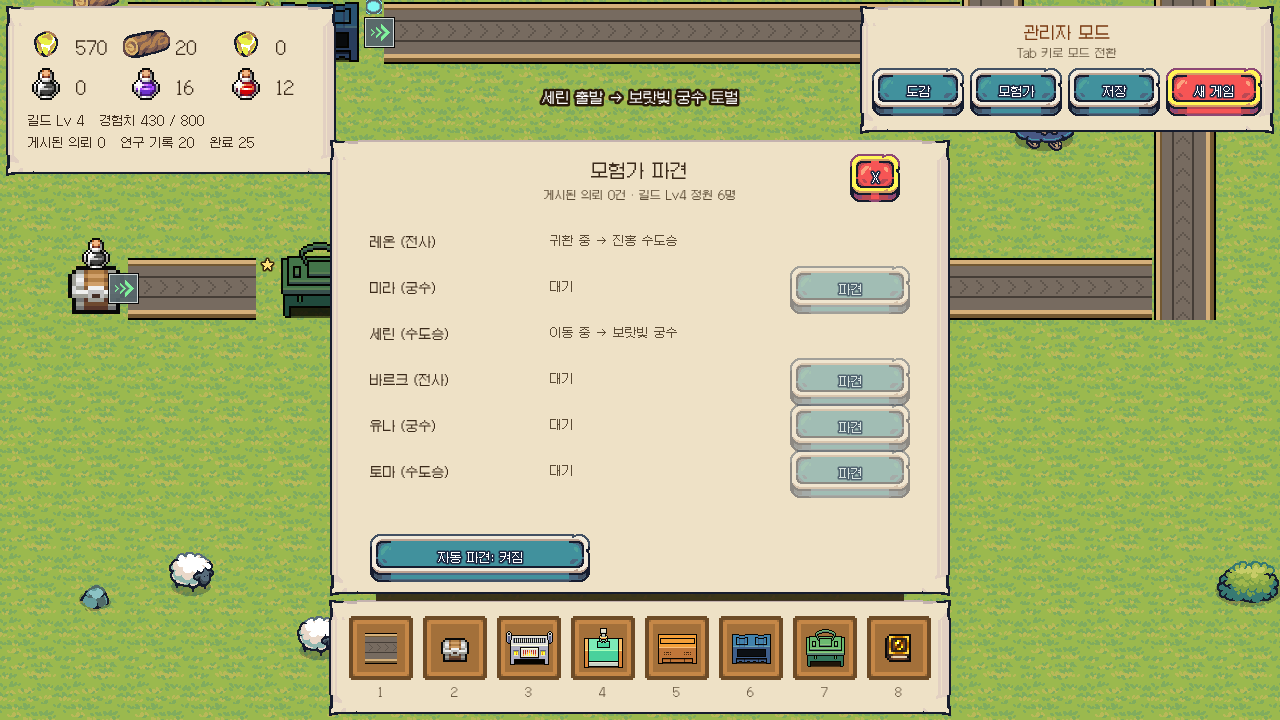 570 20 0
0 16 12
길드 Lv 4 경험치 430 / 800
게시된 의뢰 0 연구 기록 20 완료 25
세린 출발 → 보랏빛 궁수 토벌
관리자 모드
Tab 키로 모드 전환
도감 모험가 저장 새 게임
모험가 파견
X
게시된 의뢰 0건 · 길드 Lv4 정원 6명
레온 (전사) 귀환 중 → 진홍 수도승
미라 (궁수) 대기 파견
세린 (수도승) 이동 중 → 보랏빛 궁수
바르크 (전사) 대기 파견
유나 (궁수) 대기 파견
토마 (수도승) 대기 파견
자동 파견: 켜짐
1 2 3 4 5 6 7 8